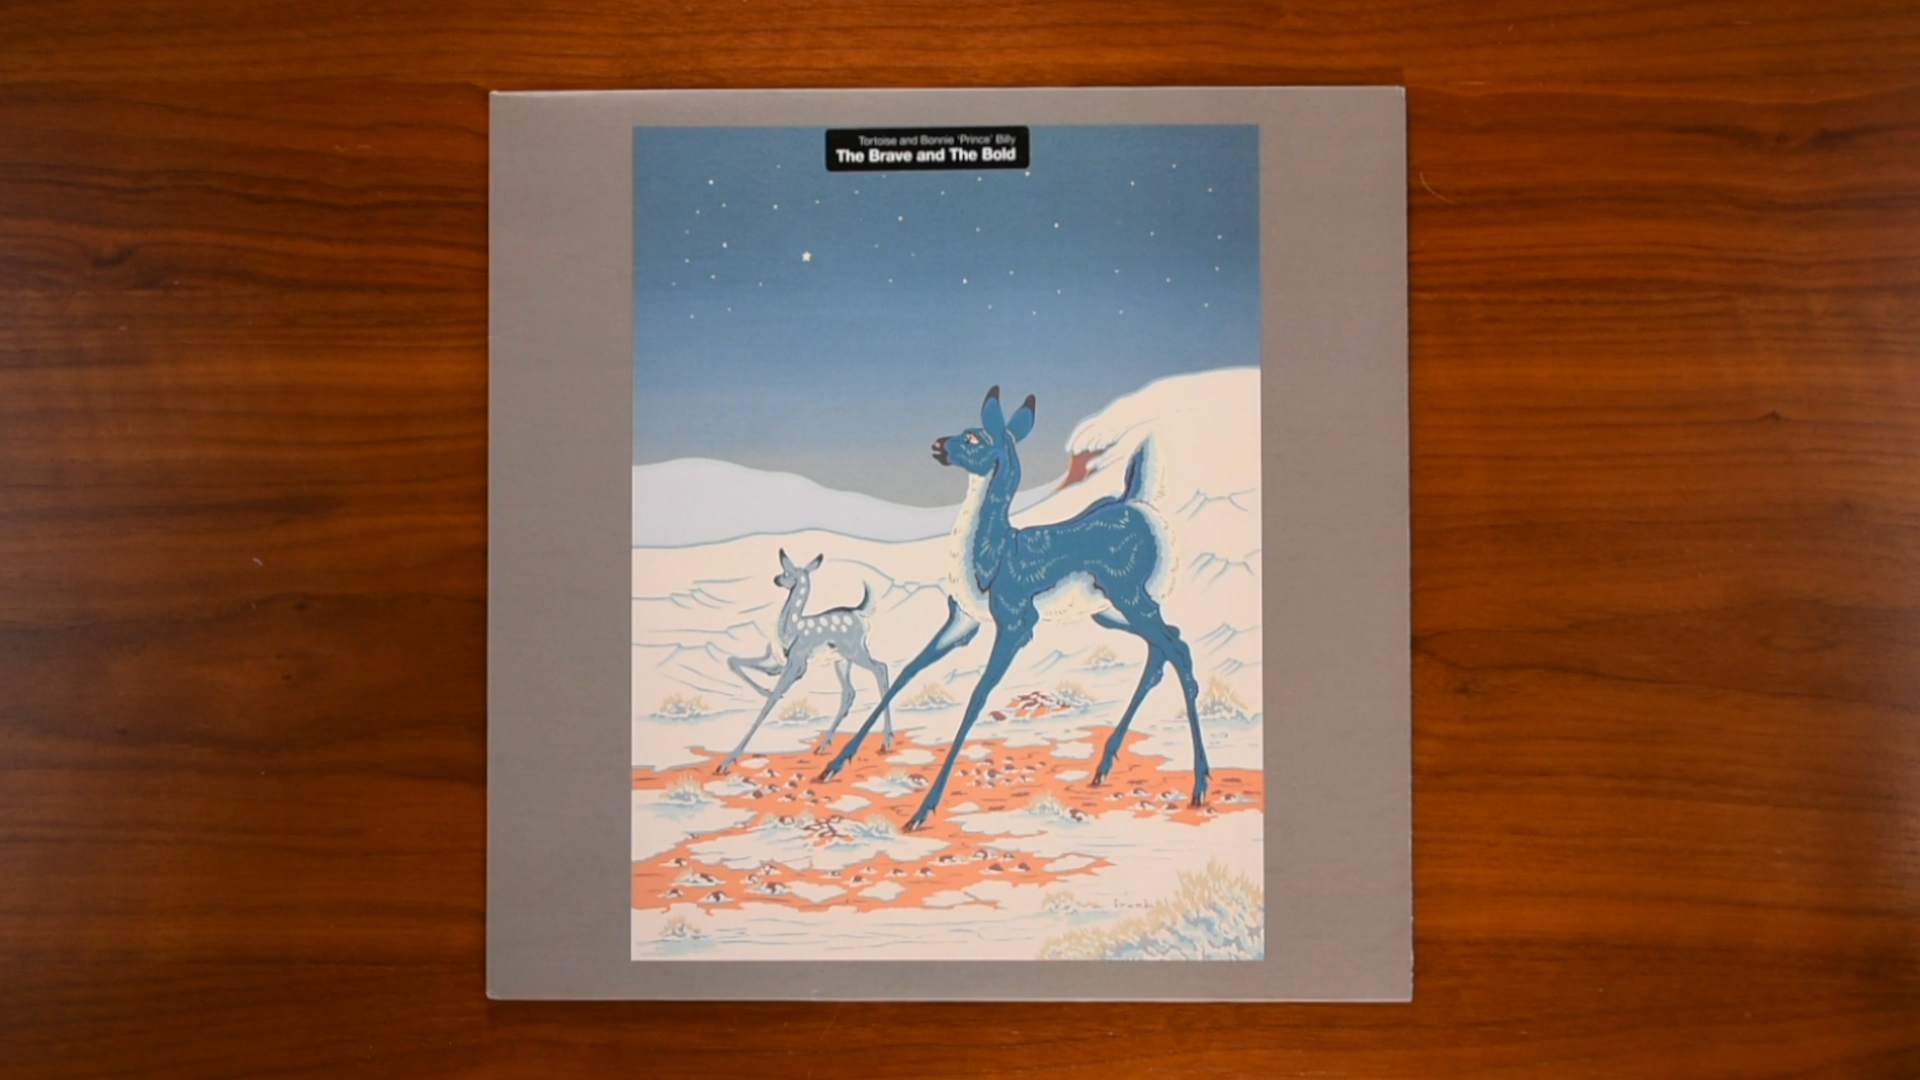 Tortoise and Bonnie 'Prince' Billy
The Brave and The Bold